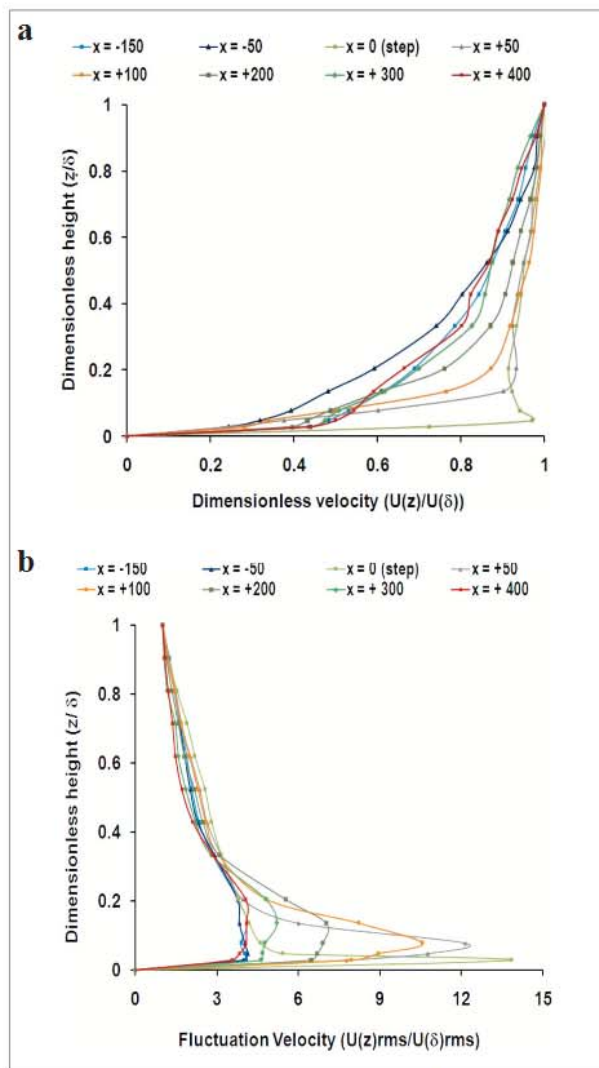 a
x = -150 x = -50 x = 0 (step) x = +50
x = +100 x = +200 x = + 300 x = + 400
Dimensionless height (z/δ)
1
0.8
0.6
0.4
0.2
0
0 0.2 0.4 0.6 0.8 1
Dimensionless velocity (U(z)/U(δ))
b
x = -150 x = -50 x = 0 (step) x = +50
x = +100 x = +200 x = + 300 x = + 400
Dimensionless height (z/ δ)
1
0.8
0.6
0.4
0.2
0
0 3 6 9 12 15
Fluctuation Velocity (U(z)rms/U(δ)rms)